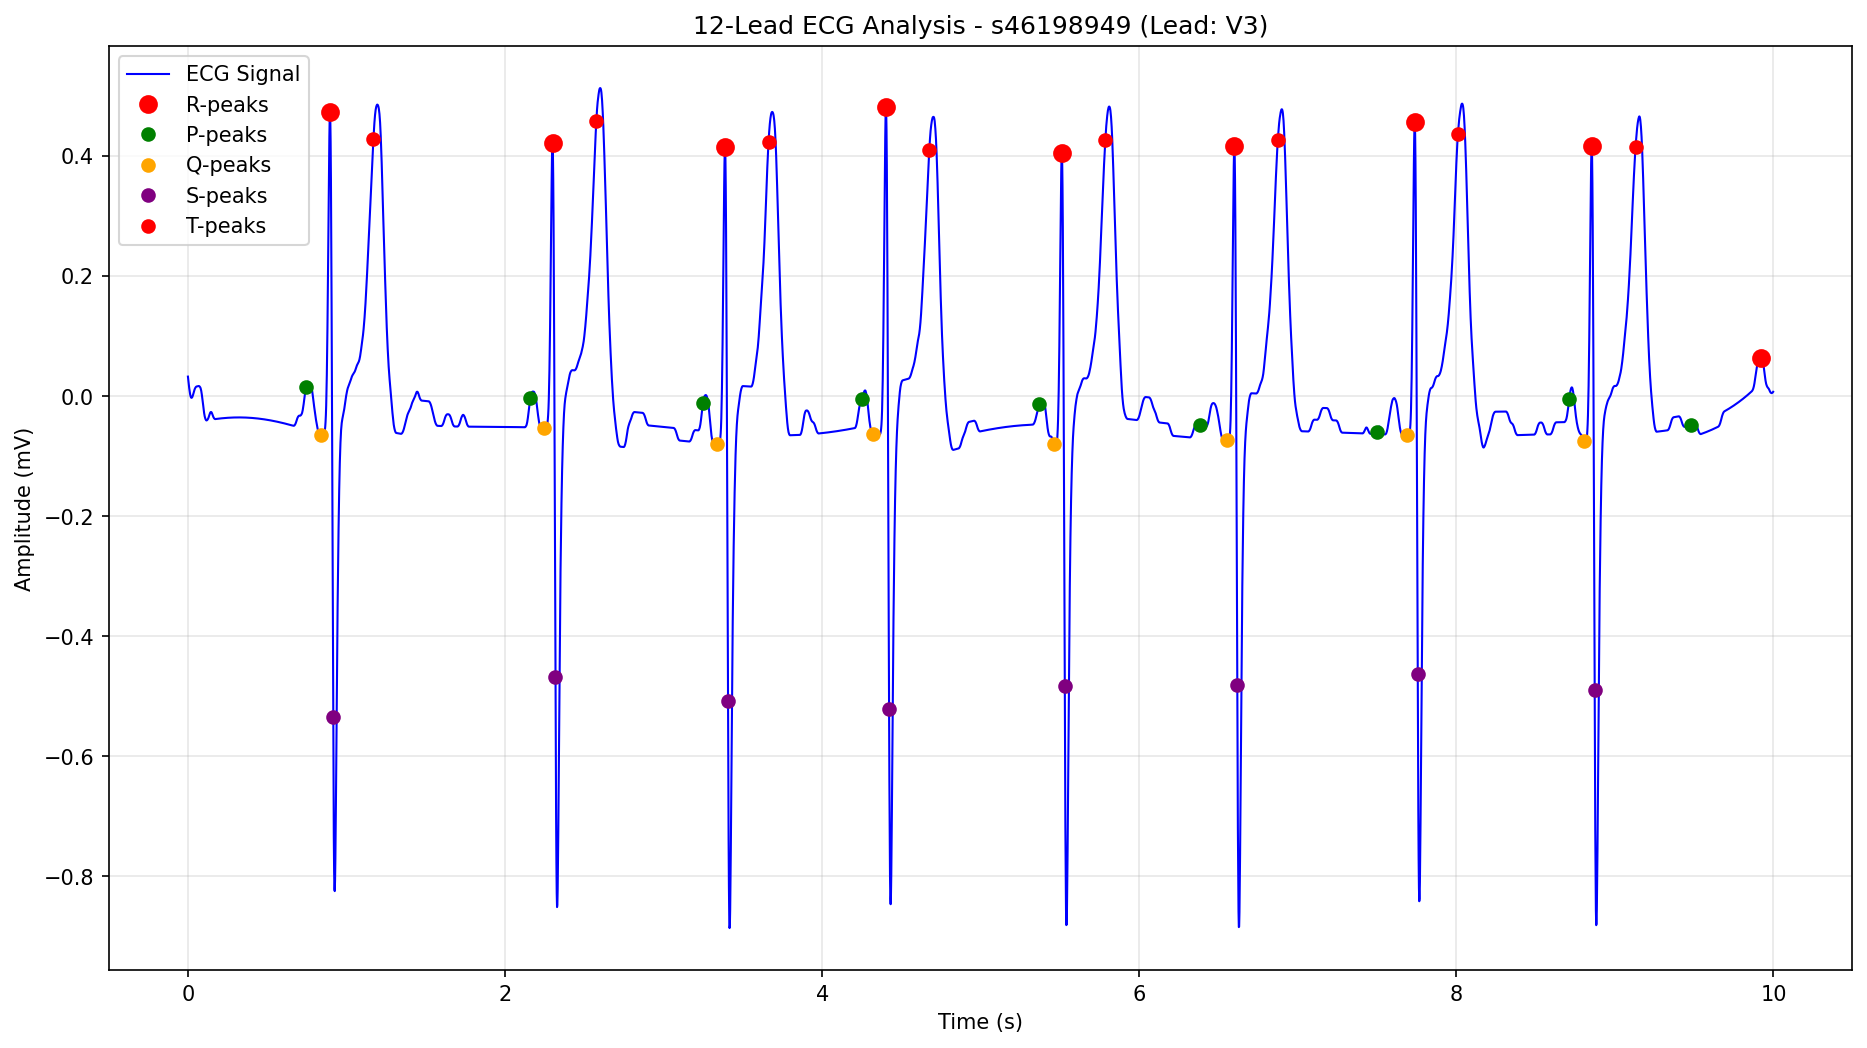 12-Lead ECG Analysis - s46198949 (Lead: V3)
ECG Signal
R-peaks
P-peaks
Q-peaks
S-peaks
T-peaks
Amplitude (mV)
0.4
0.2
0.0
−0.2
−0.4
−0.6
−0.8
0 2 4 6 8 10
Time (s)